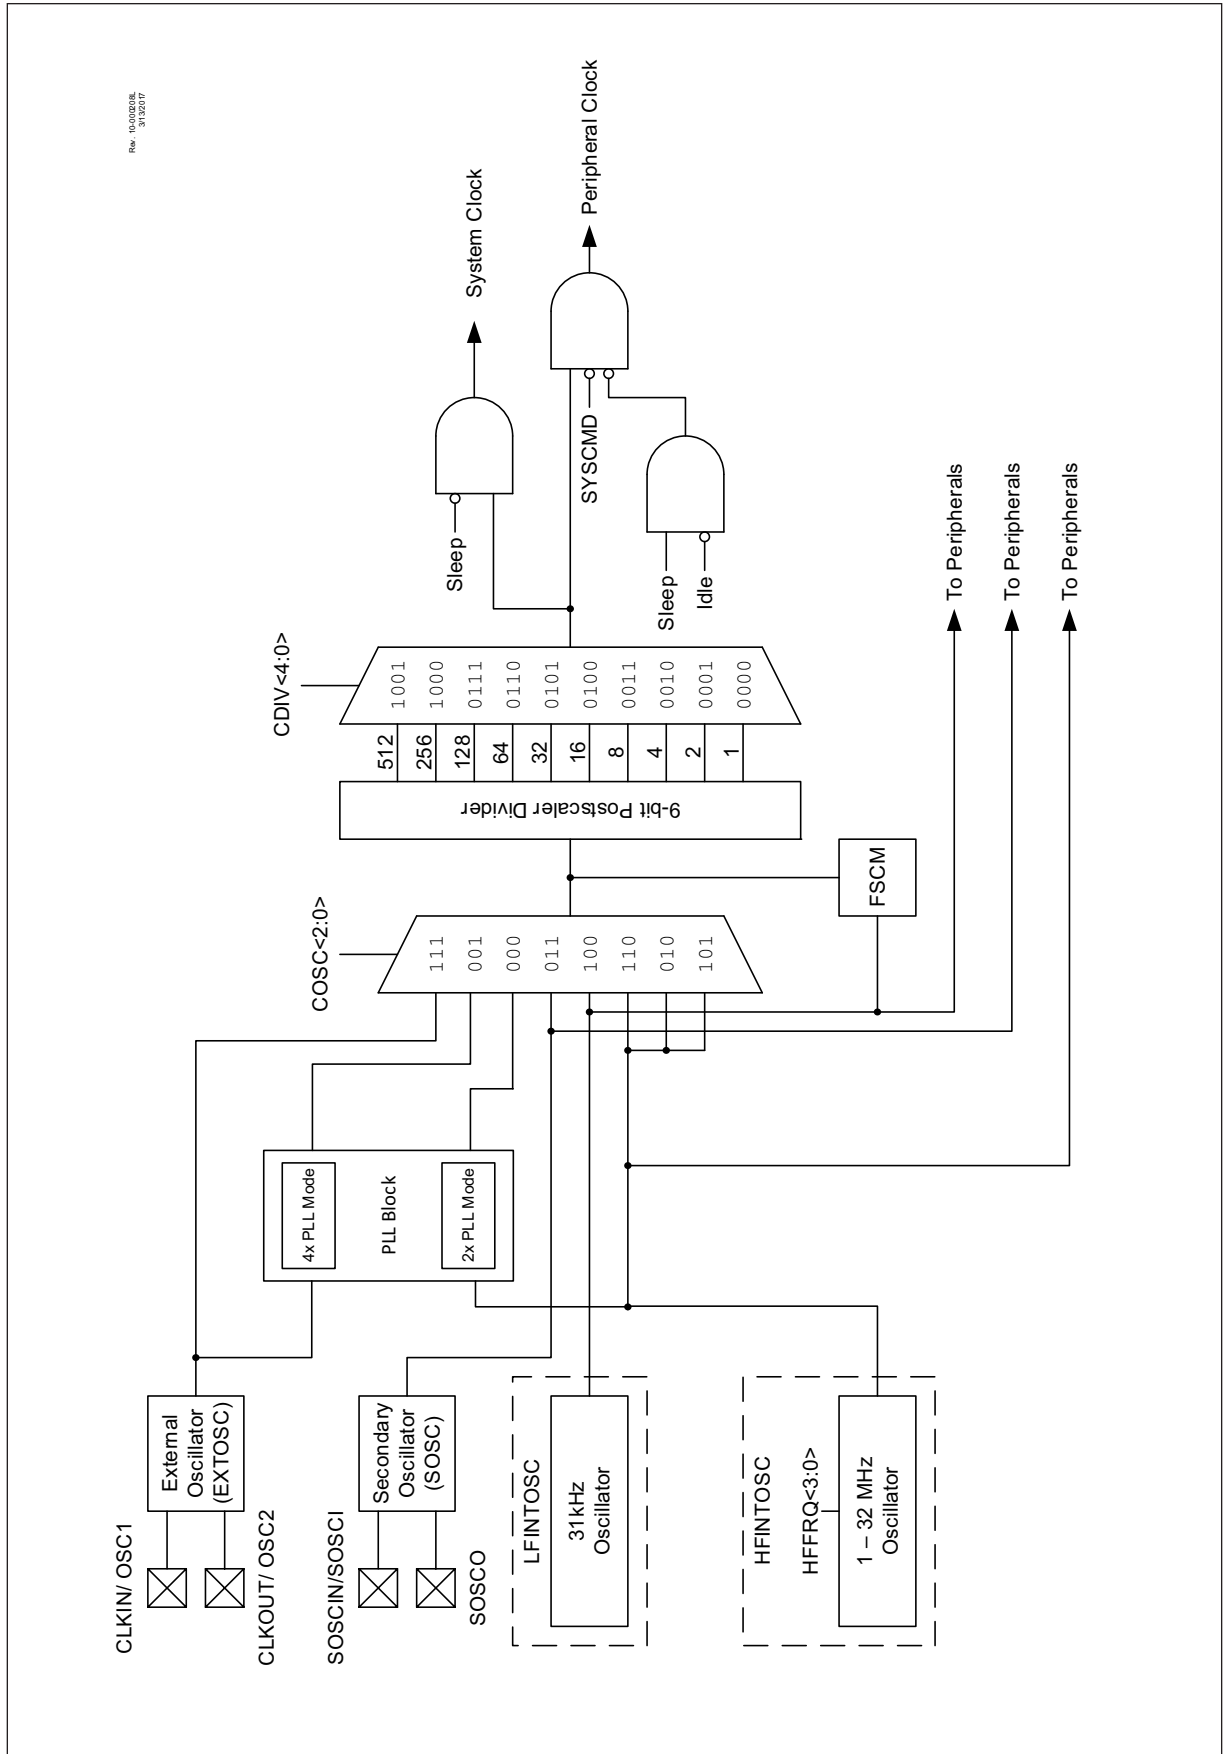 Rev. 10-000208L
3/13/2017
CLKIN/ OSC1
CLKOUT/ OSC2
External
Oscillator
(EXTOSC)
SOSCIN/SOSCI
SOSCO
Secondary
Oscillator
(SOSC)
LFINTOSC
31kHz
Oscillator
HFINTOSC
HFFRQ<3:0>
1 – 32 MHz
Oscillator
4x PLL Mode
PLL Block
2x PLL Mode
COSC<2:0>
111
001
000
011
100
110
010
101
FSCM
9-bit Postscaler Divider
CDIV<4:0>
512
1001
256
1000
128
0111
64
0110
32
0101
16
0100
8
0011
4
0010
2
0001
1
0000
Sleep
System Clock
SYSCMD
Peripheral Clock
Sleep
Idle
To Peripherals
To Peripherals
To Peripherals